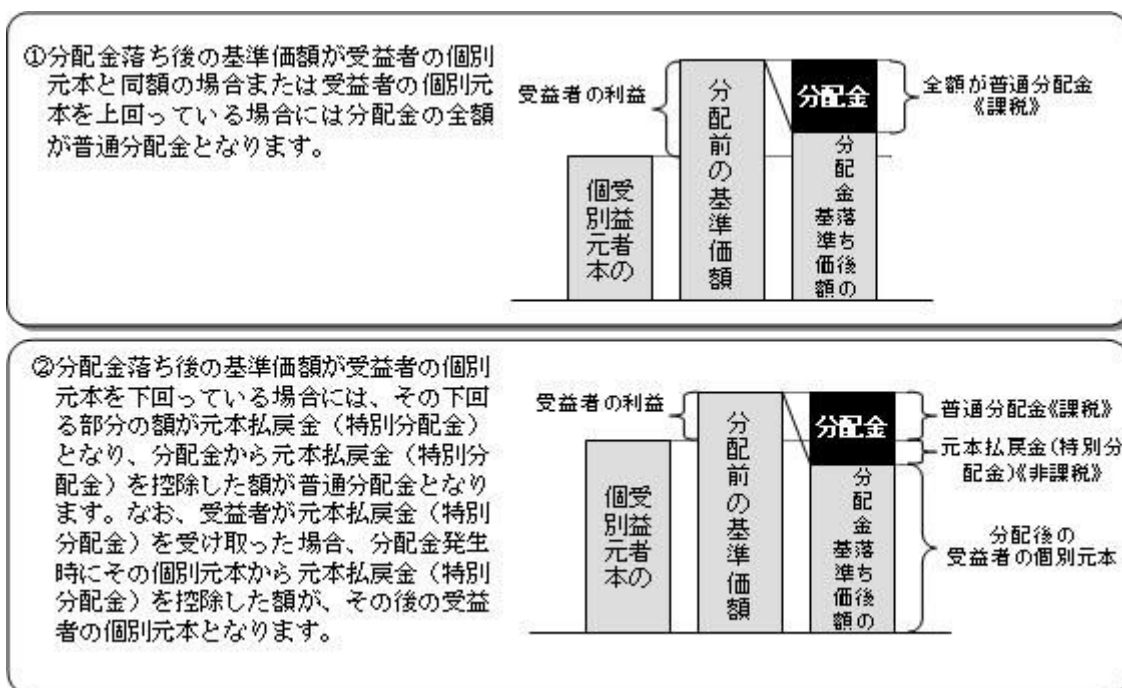 ①分配金落ち後の基準価額が受益者の個別
元本と同額の場合または受益者の個別元
本を上回っている場合には分配金の全額
が普通分配金となります。
受益者の利益
受益者の
個別元本
分配前の基準価額
分配金
分配金落ち後の
基準価額
全額が普通分配金
《課税》
②分配金落ち後の基準価額が受益者の個別
元本を下回っている場合には、その下回
る部分の額が元本払戻金（特別分配金）
となり、分配金から元本払戻金（特別分
配金）を控除した額が普通分配金となり
ます。なお、受益者が元本払戻金（特別
分配金）を受け取った場合、分配金発生
時にその個別元本から元本払戻金（特別
分配金）を控除した額が、その後の受益
者の個別元本となります。
受益者の利益
受益者の
個別元本
分配前の基準価額
分配金
分配金落ち後の
基準価額
普通分配金《課税》
元本払戻金(特別分
配金)《非課税》
分配後の
受益者の個別元本